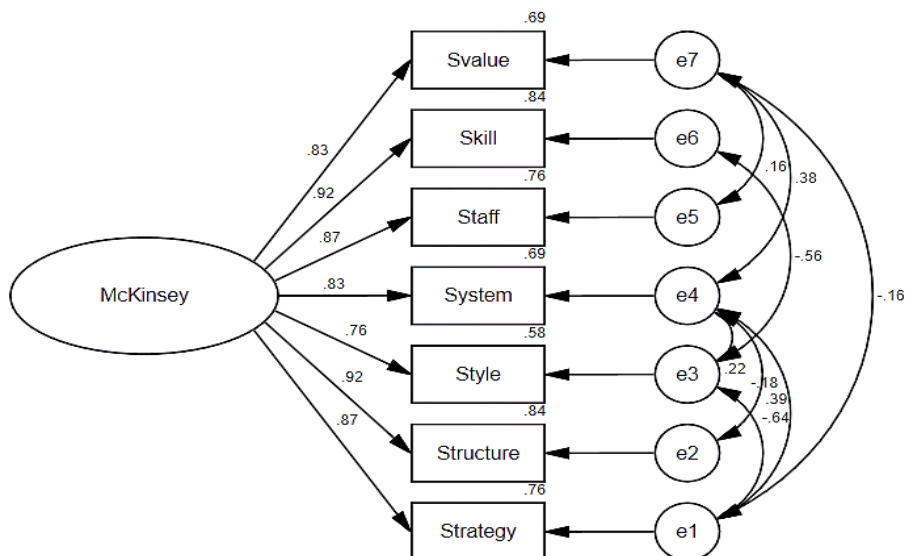 .69
Svalue
e7
.84
.83
Skill
e6
.16
.38
.92
.76
Staff
e5
.87
.69
-.56
McKinsey
.83
System
e4
-.16
.58
.76
Style
e3
.22
-.18
.39
-.64
.92
.84
.87
Structure
e2
.76
Strategy
e1